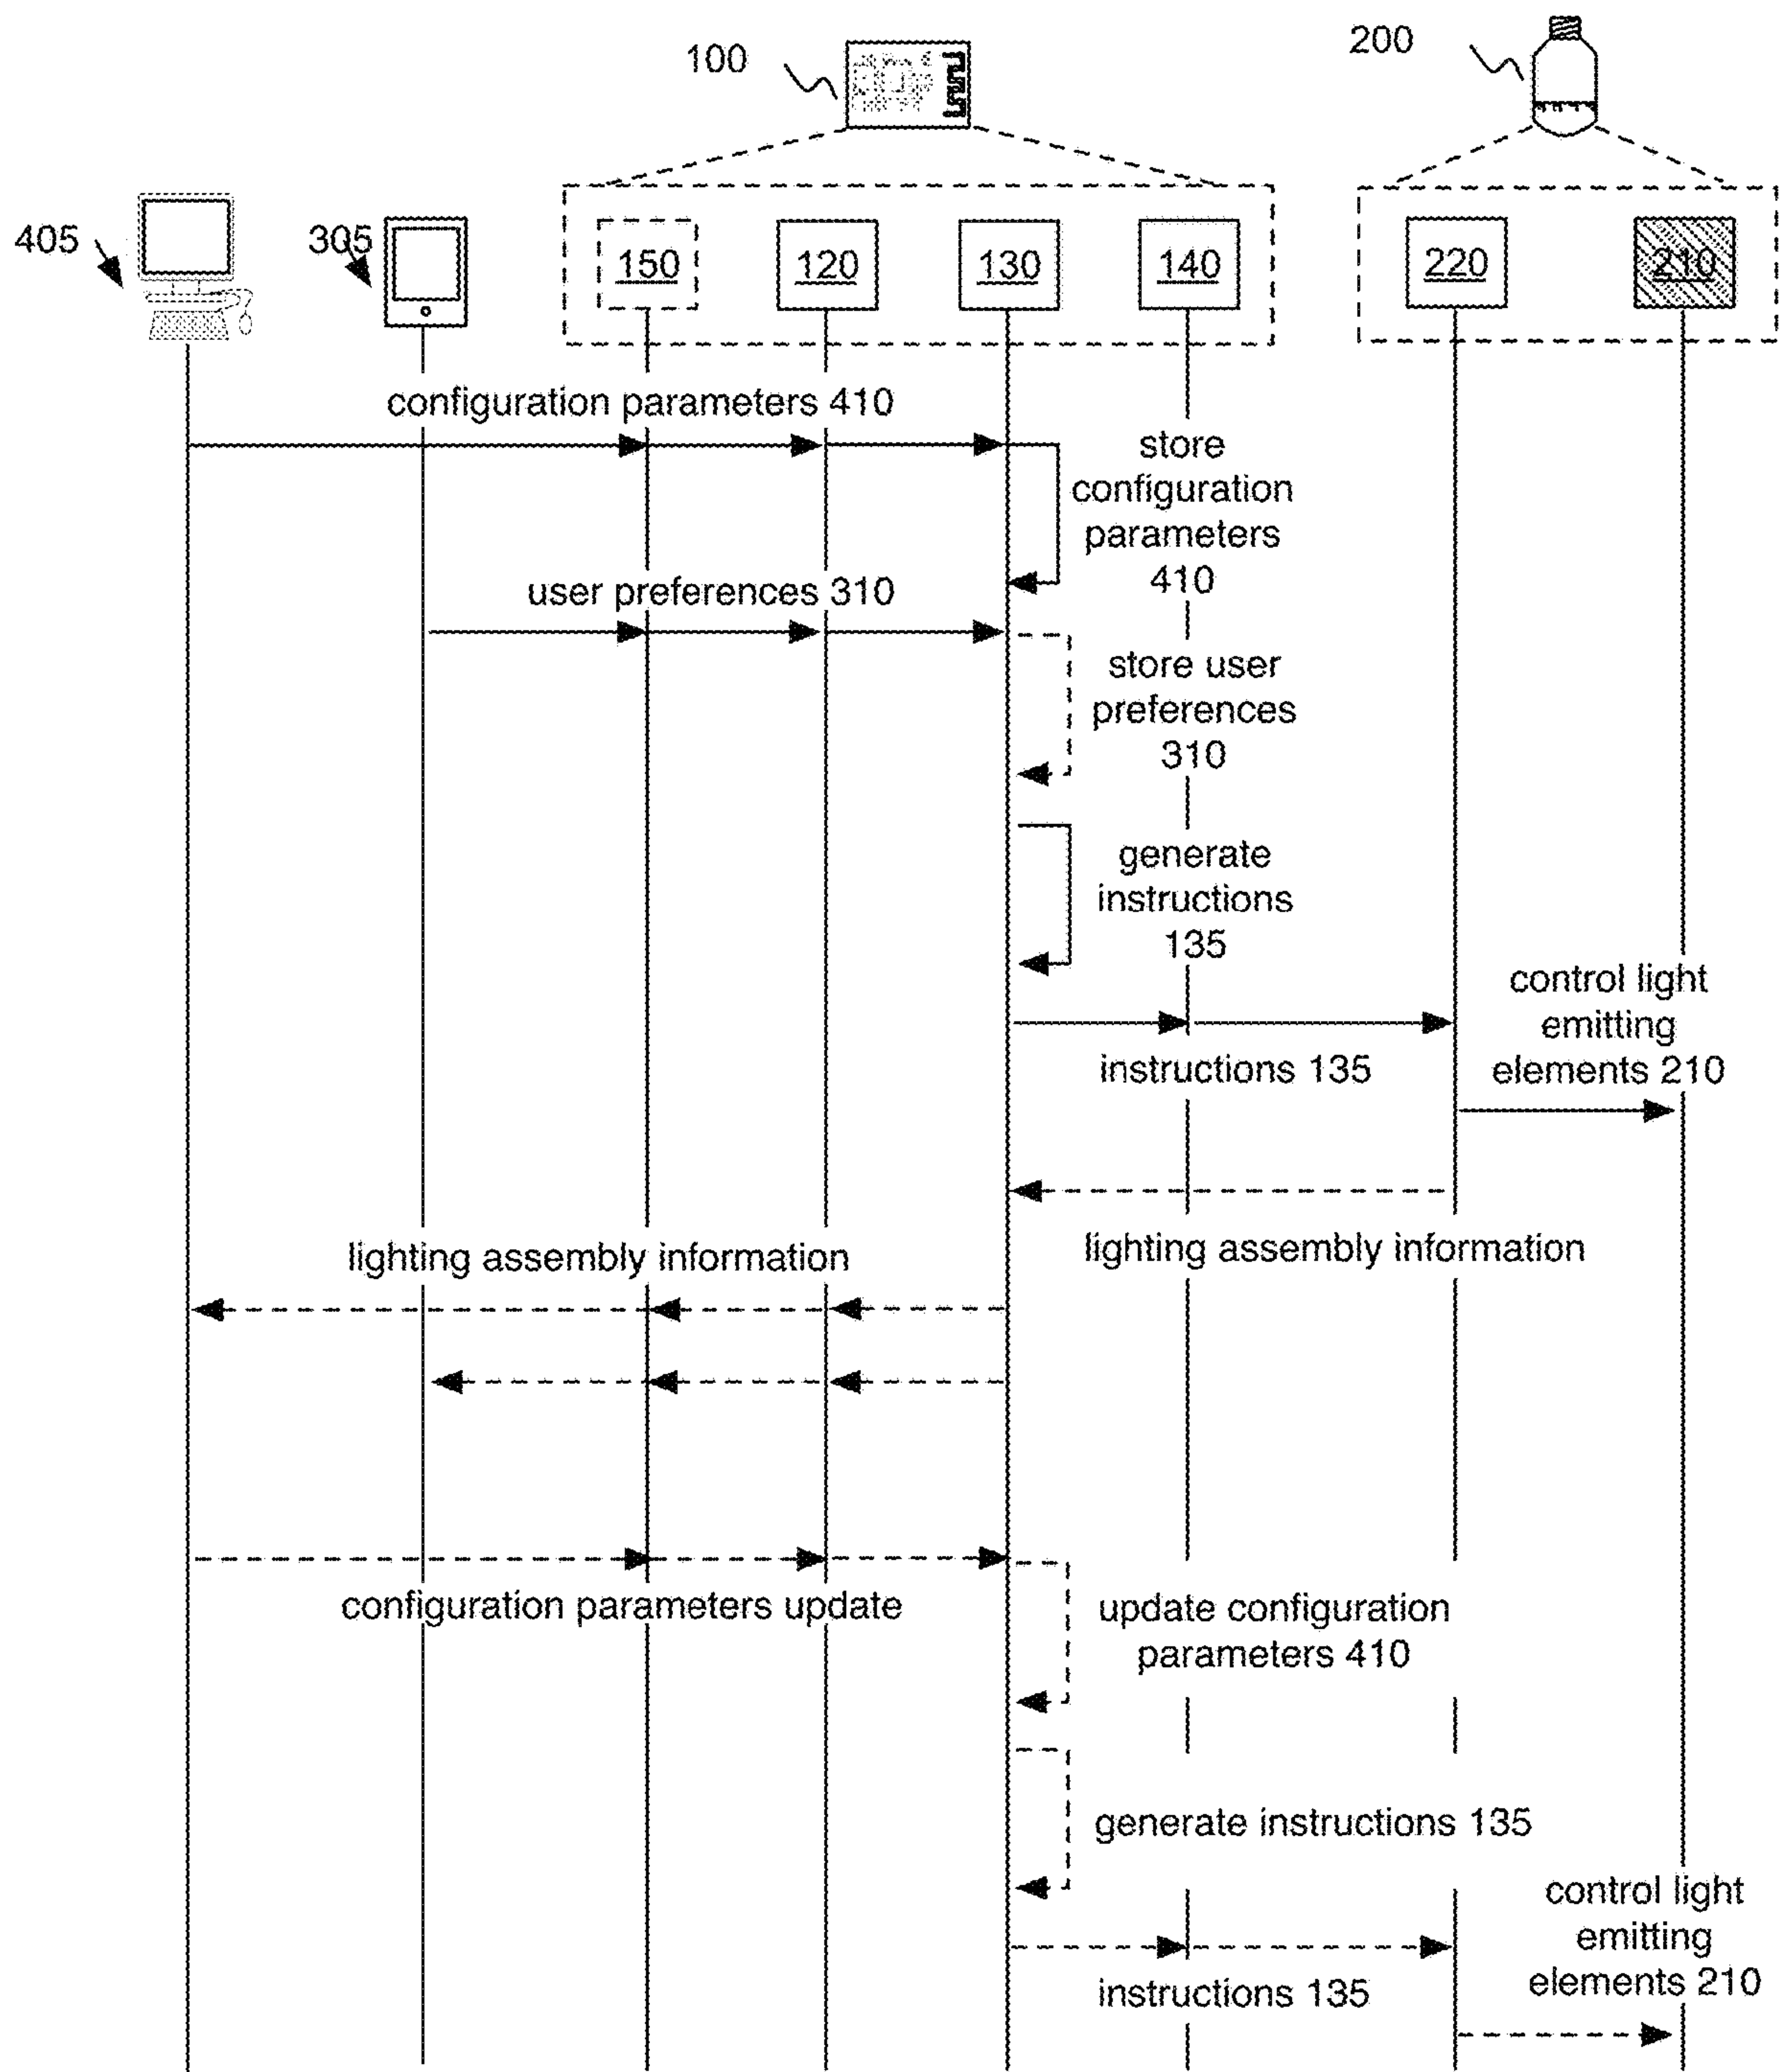 100
200
405
305
150
120
130
140
220
210
configuration parameters 410
store
configuration
parameters
410
user preferences 310
store user
preferences
310
generate
instructions
135
control light
emitting
elements 210
instructions 135
lighting assembly information
lighting assembly information
configuration parameters update
update configuration
parameters 410
generate instructions 135
control light
emitting
elements 210
instructions 135